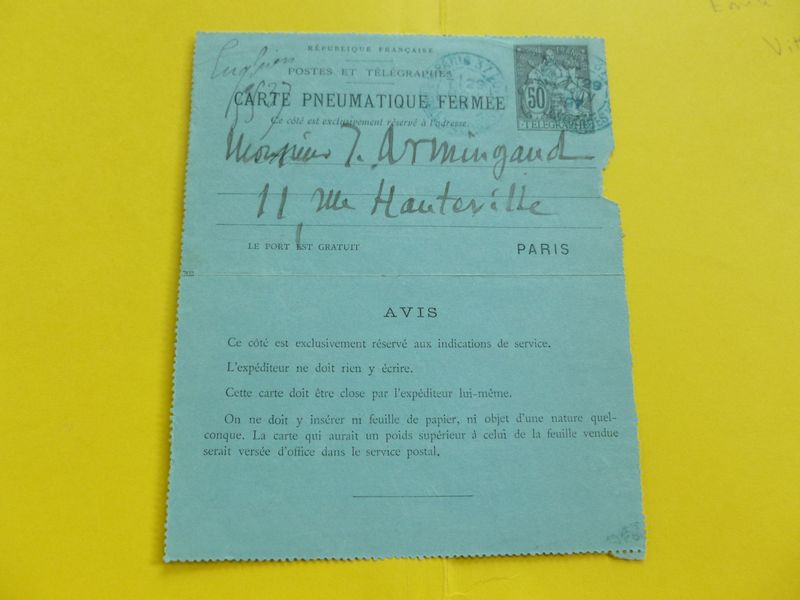 RÉPUBLIQUE FRANÇAISE
POSTES ET TÉLÉGRAPHES
CARTE PNEUMATIQUE FERMÉE
Ce côté est exclusivement réservé à l'adresse.
50
TELEGRAPHE
PARIS
Monsieur J. Armingaud
11 rue Hauteville
LE PORT EST GRATUIT
PARIS
702
AVIS
Ce côté est exclusivement réservé aux indications de service.
L'expéditeur ne doit rien y écrire.
Cette carte doit être close par l'expéditeur lui-même.
On ne doit y insérer ni feuille de papier, ni objet d'une nature quel-
conque. La carte qui aurait un poids supérieur à celui de la feuille vendue
serait versée d'office dans le service postal.